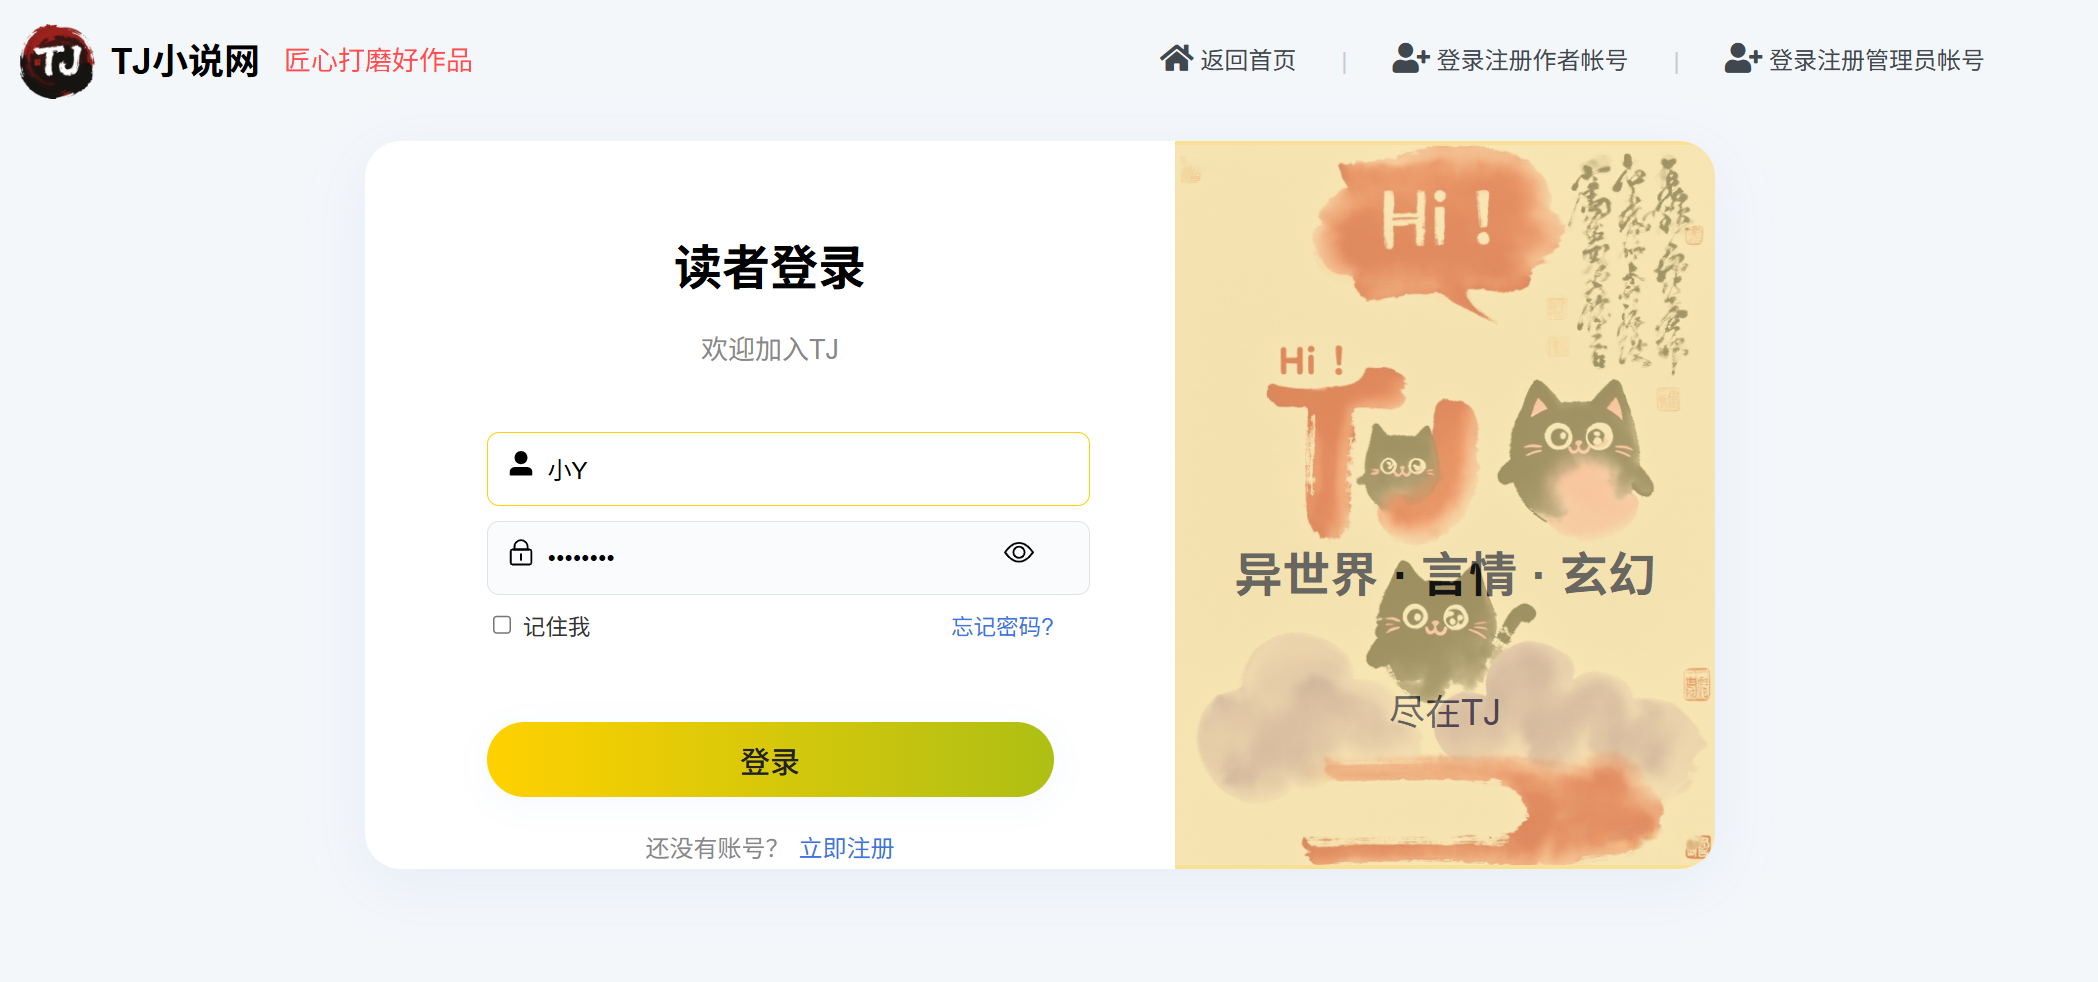 TJ
TJ小说网 匠心打磨好作品
返回首页 | 登录注册作者帐号 | 登录注册管理员帐号
读者登录
欢迎加入TJ
小Y
••••••••
记住我 忘记密码?
登录
还没有账号? 立即注册
Hi !
Hi !
TJ
异世界 · 言情 · 玄幻
尽在TJ